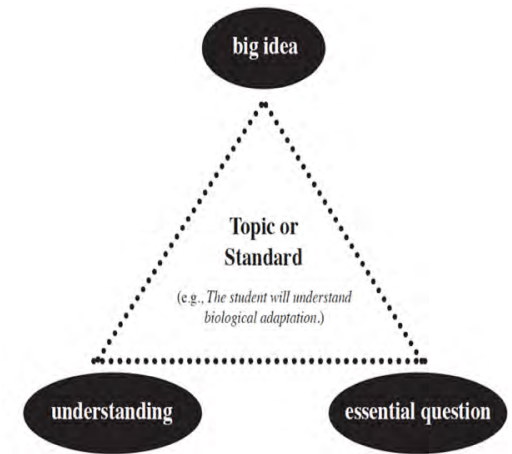 big idea
Topic or
Standard
(e.g., The student will understand
biological adaptation.)
understanding
essential question